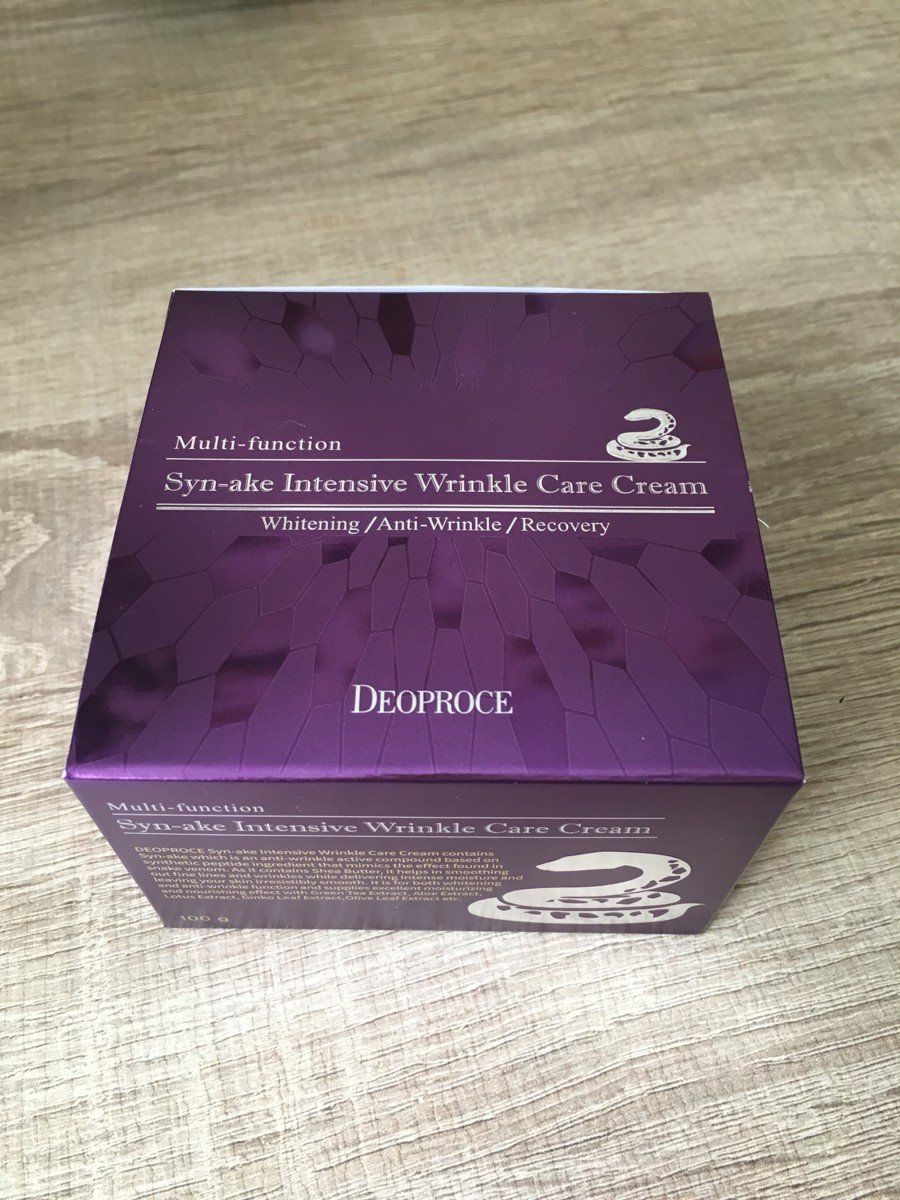 Multi-function
Syn-ake Intensive Wrinkle Care Cream
Whitening /Anti-Wrinkle /Recovery
DEOPROCE
Multi-function
Syn-ake Intensive Wrinkle Care Cream
DEOPROCE Syn-ake Intensive Wrinkle Care Cream contains
Syn-ake which is an anti-wrinkle active compound based on
synthetic peptide ingredient that mimics the effect found in
snake venom. As it contains Shea Butter, it helps in smoothing
out fine lines and wrinkles while delivering intense moisture and
leaving your skin irresistibly smooth. It is for both whitening
and anti-wrinkle function and supplies excellent moisturizing
and nourishing effect with Green Tea Extract, Aloe Extract,
Lotus Extract, Ginko Leaf Extract,Olive Leaf Extract etc.
100 g